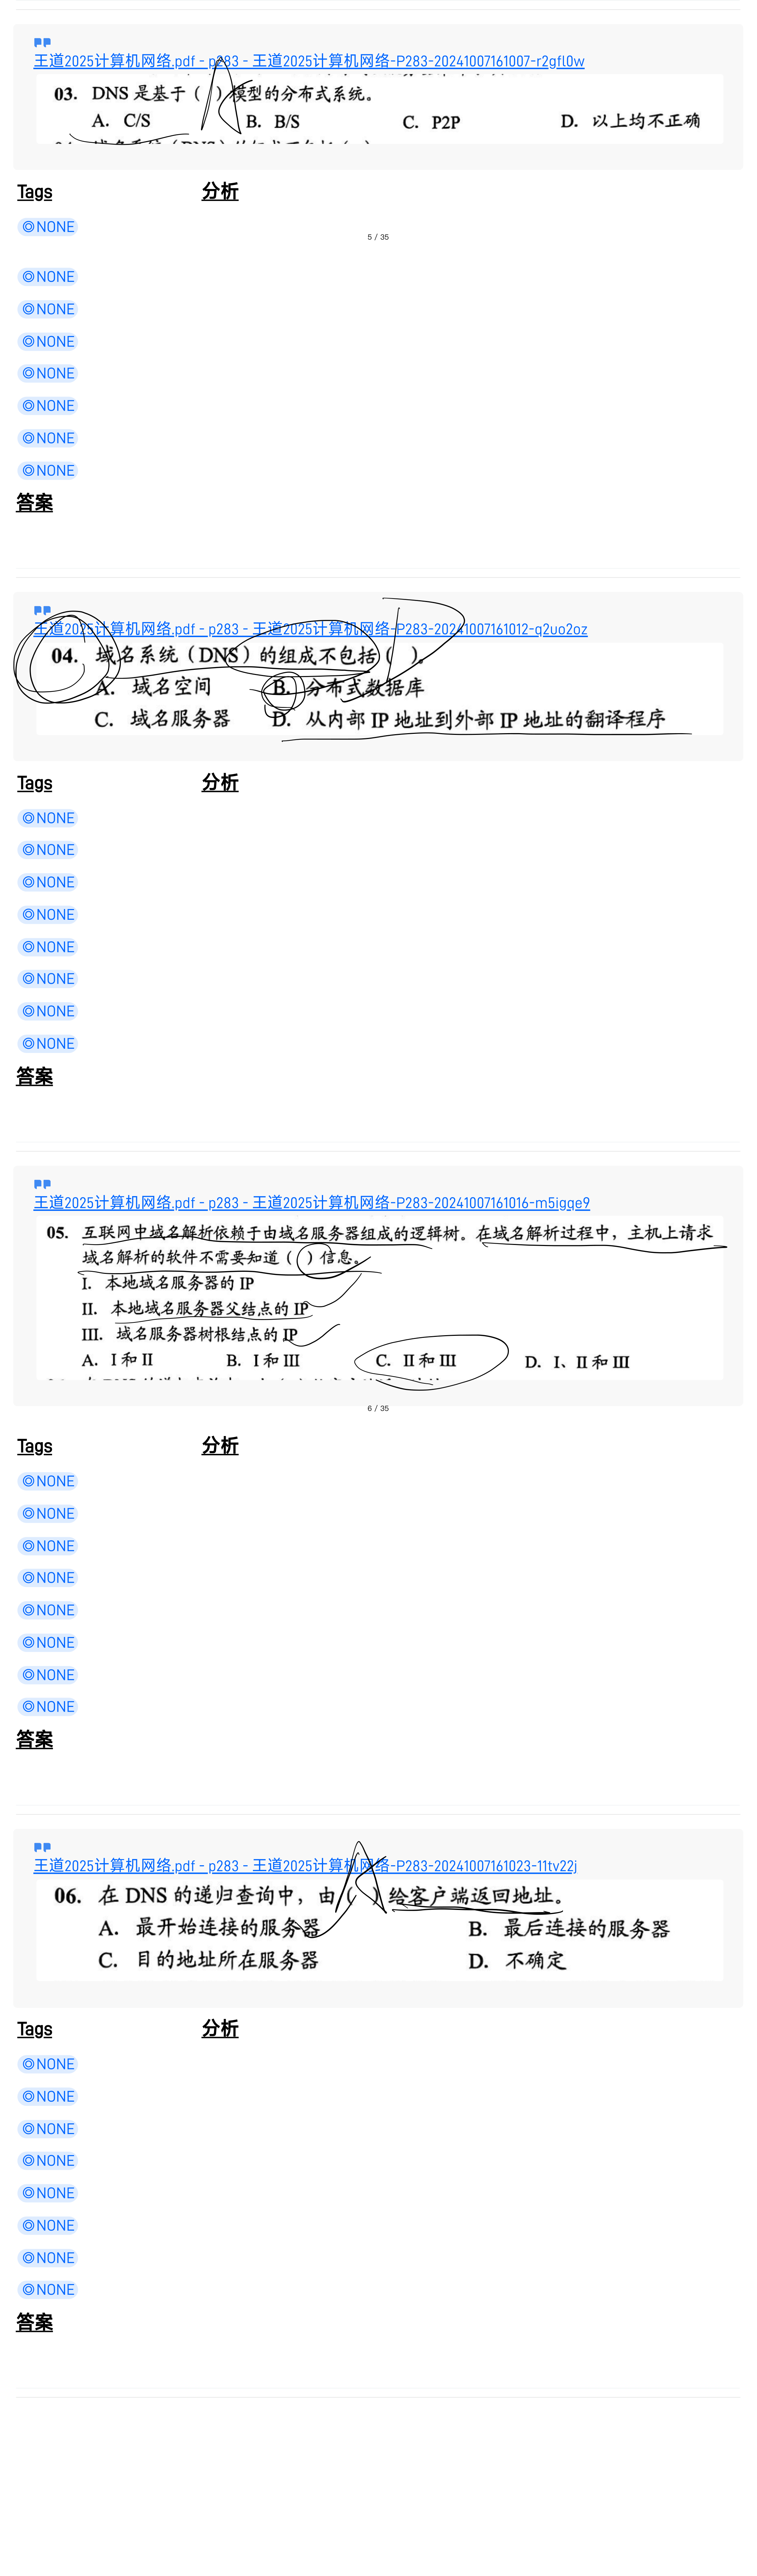 王道2025计算机网络.pdf - p283 - 王道2025计算机网络-P283-20241007161007-r2gfl0w
03. DNS 是基于（ ）模型的分布式系统。
A. C/S B. B/S C. P2P D. 以上均不正确
Tags 分析
NONE
5 / 35
NONE
NONE
NONE
NONE
NONE
NONE
NONE
答案
王道2025计算机网络.pdf - p283 - 王道2025计算机网络-P283-20241007161012-q2uo2oz
04. 域名系统（DNS）的组成不包括（ ）。
A. 域名空间 B. 分布式数据库
C. 域名服务器 D. 从内部 IP 地址到外部 IP 地址的翻译程序
Tags 分析
NONE
NONE
NONE
NONE
NONE
NONE
NONE
NONE
答案
王道2025计算机网络.pdf - p283 - 王道2025计算机网络-P283-20241007161016-m5igqe9
05. 互联网中域名解析依赖于由域名服务器组成的逻辑树。在域名解析过程中，主机上请求
域名解析的软件不需要知道（ ）信息。
I. 本地域名服务器的 IP
II. 本地域名服务器父结点的 IP
III. 域名服务器树根结点的 IP
A. I 和 II B. I 和 III C. II 和 III D. I、II 和 III
6 / 35
Tags 分析
NONE
NONE
NONE
NONE
NONE
NONE
NONE
NONE
答案
王道2025计算机网络.pdf - p283 - 王道2025计算机网络-P283-20241007161023-11tv22j
06. 在 DNS 的递归查询中，由（ ）给客户端返回地址。
A. 最开始连接的服务器 B. 最后连接的服务器
C. 目的地址所在服务器 D. 不确定
Tags 分析
NONE
NONE
NONE
NONE
NONE
NONE
NONE
NONE
答案